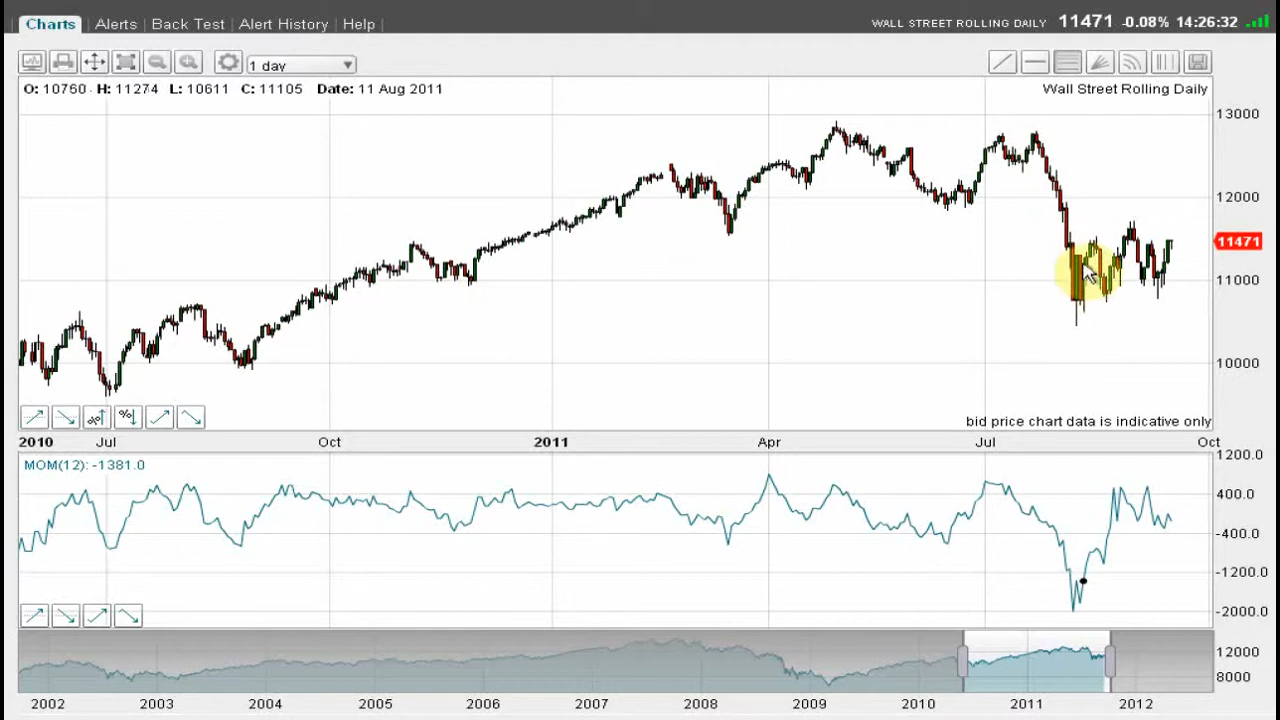 Charts | Alerts | Back Test | Alert History | Help |
WALL STREET ROLLING DAILY 11471 -0.08% 14:26:32
1 day
O: 10750 H: 11274 L: 10611 C: 11105 Date: 11 Aug 2011
Wall Street Rolling Daily
13000
12000
11471
11000
10000
bid price chart data is indicative only
2010 Jul Oct 2011 Apr Jul Oct
MOM(12): -1381.0
1200.0
400.0
-400.0
-1200.0
-2000.0
12000
8000
2002 2003 2004 2005 2006 2007 2008 2009 2010 2011 2012